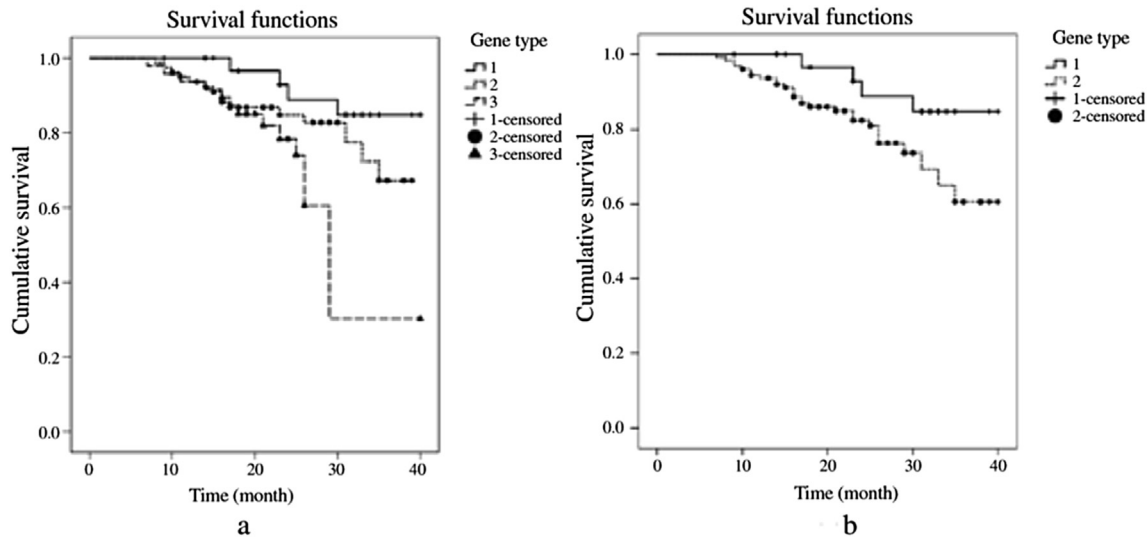 Survival functions
Cumulative survival
1.0
0.8
0.6
0.4
0.2
0.0
0 10 20 30 40
Time (month)
Gene type
1
2
3
1-censored
2-censored
3-censored
a
Survival functions
Cumulative survival
1.0
0.8
0.6
0.4
0.2
0.0
0 10 20 30 40
Time (month)
Gene type
1
2
1-censored
2-censored
b